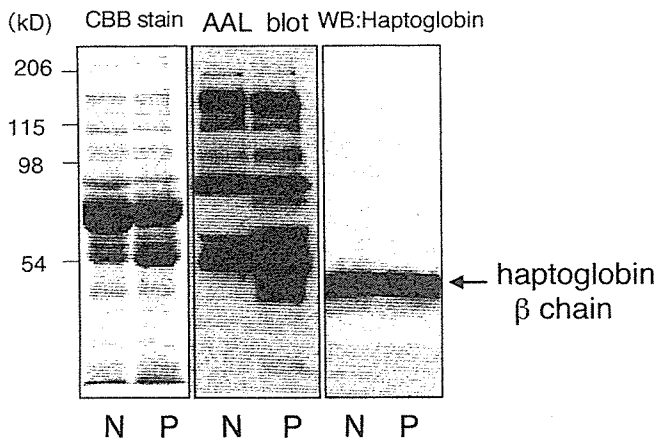 (kD) CBB stain AAL blot WB:Haptoglobin
206
115
98
54
haptoglobin
β chain
N P N P N P